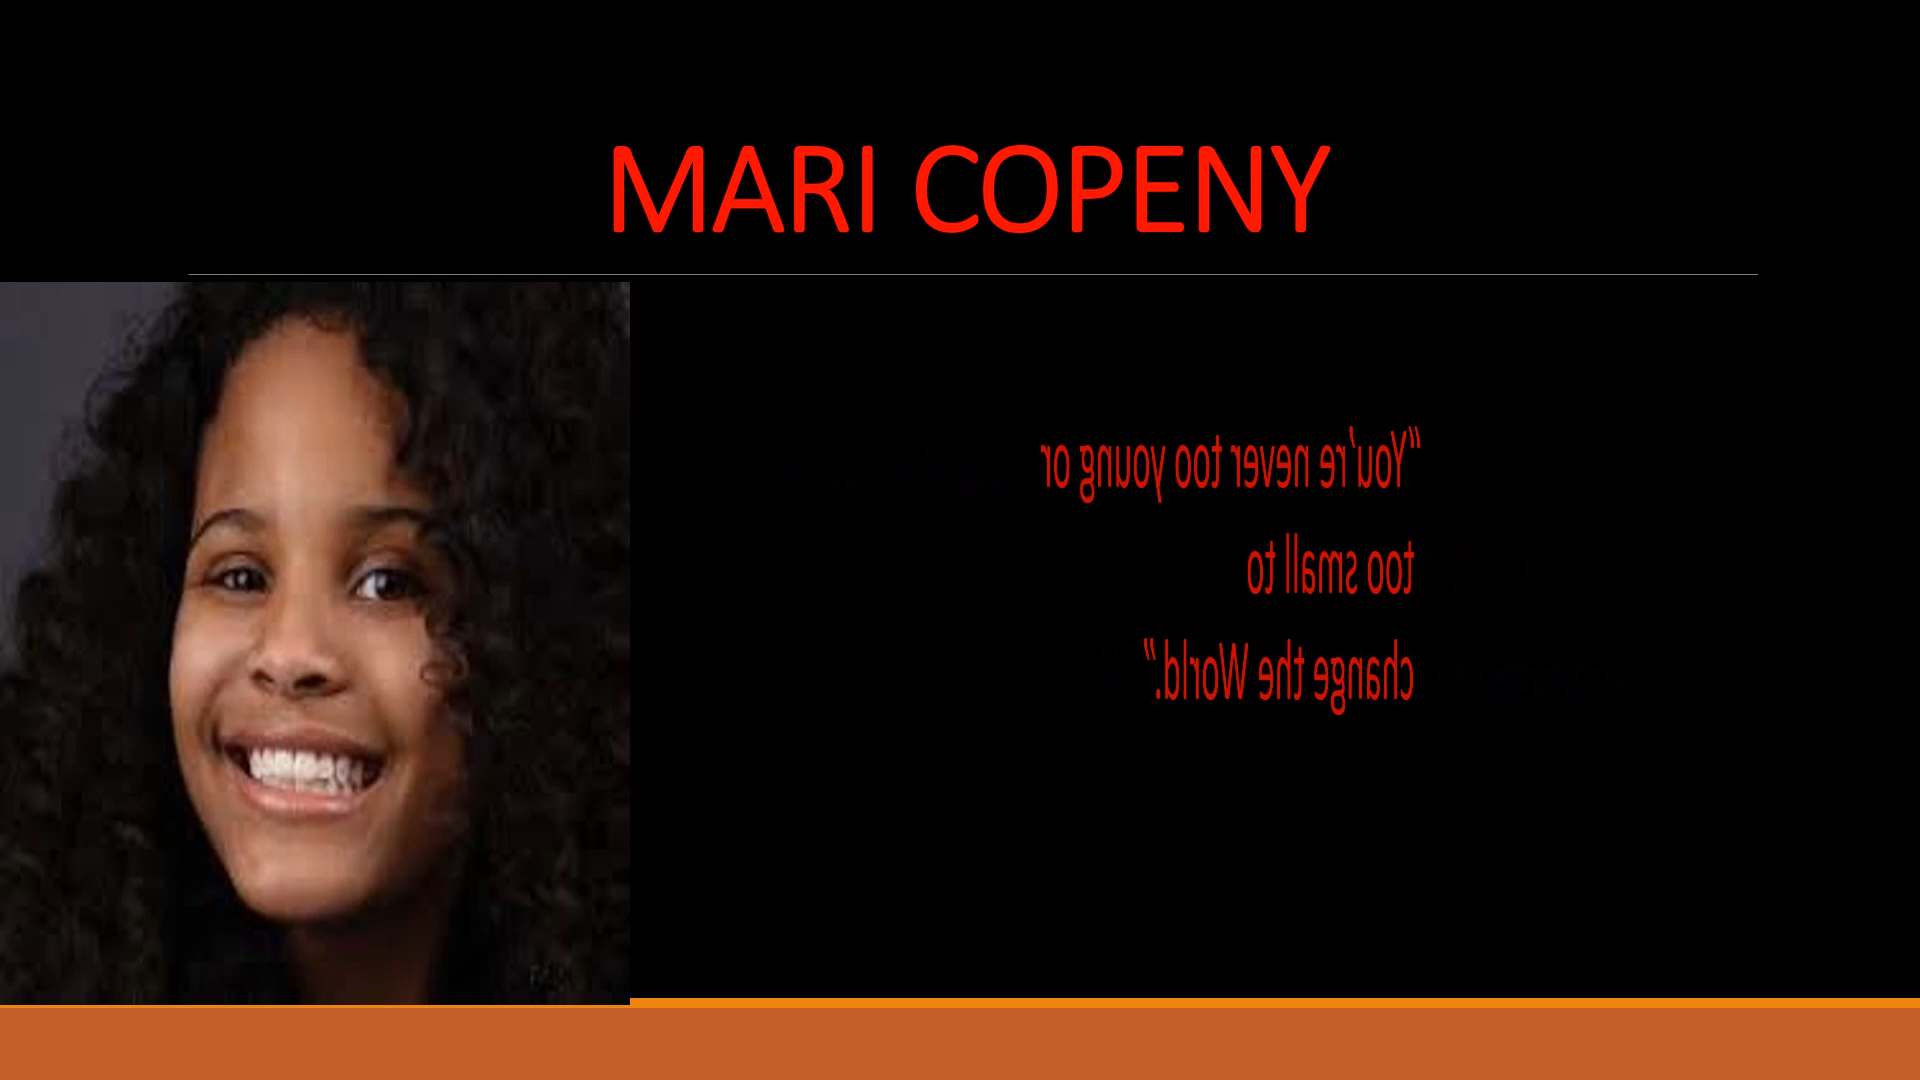 MARI COPENY
“You’re never too young or
too small to
change the World.”